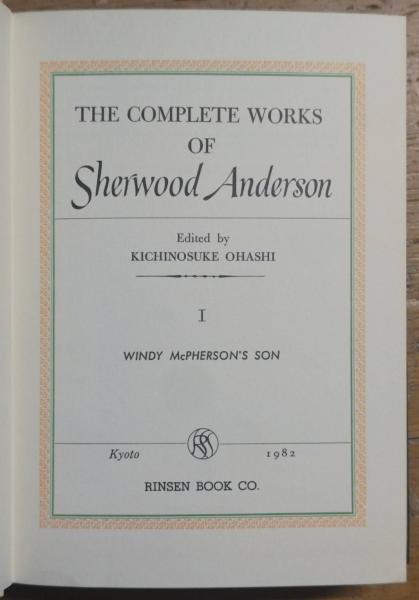 THE COMPLETE WORKS
OF
Sherwood Anderson
Edited by
KICHINOSUKE OHASHI
I
WINDY McPHERSON'S SON
Kyoto 1982
RINSEN BOOK CO.